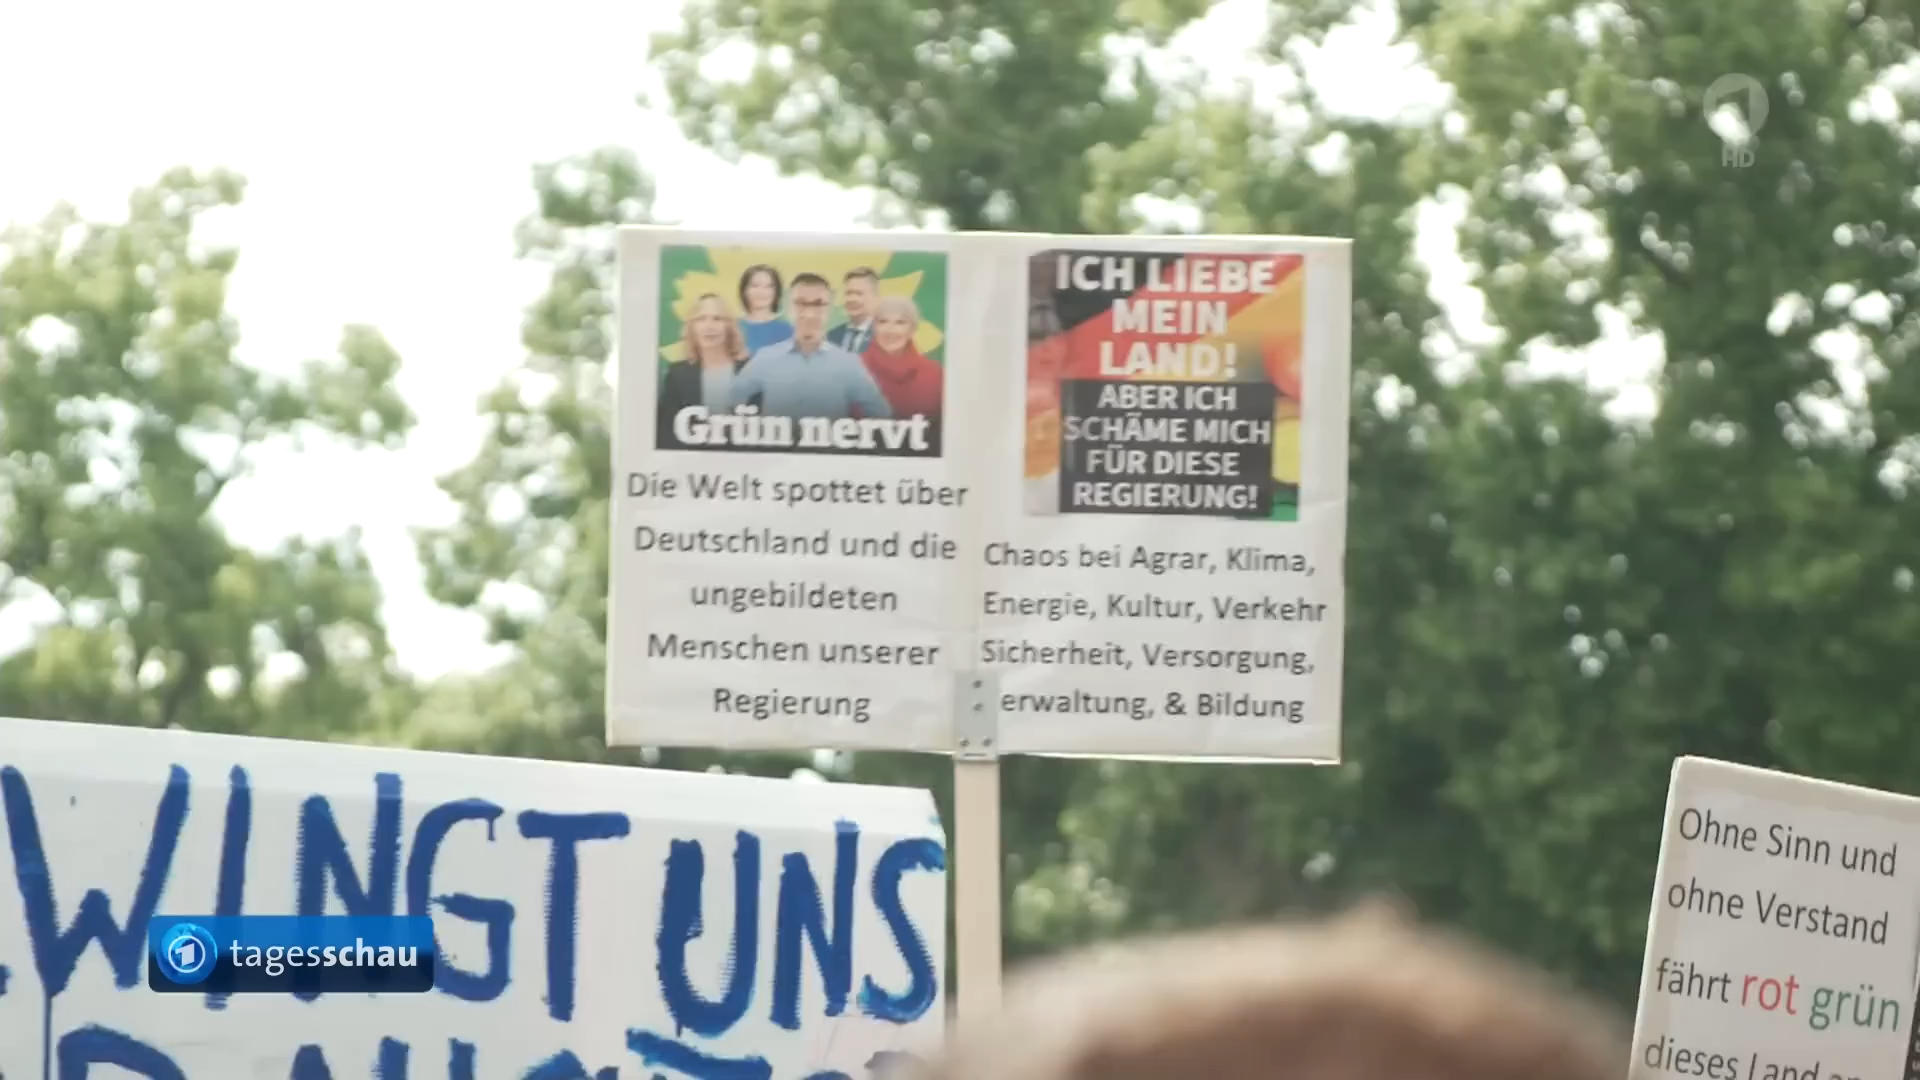 HD
Grün nervt
Die Welt spottet über
Deutschland und die
ungebildeten
Menschen unserer
Regierung
ICH LIEBE
MEIN
LAND!
ABER ICH
SCHÄME MICH
FÜR DIESE
REGIERUNG!
Chaos bei Agrar, Klima,
Energie, Kultur, Verkehr
Sicherheit, Versorgung,
erwaltung, & Bildung
WINGT UNS
1 tagesschau
Ohne Sinn und
ohne Verstand
fährt rot grün
dieses Land